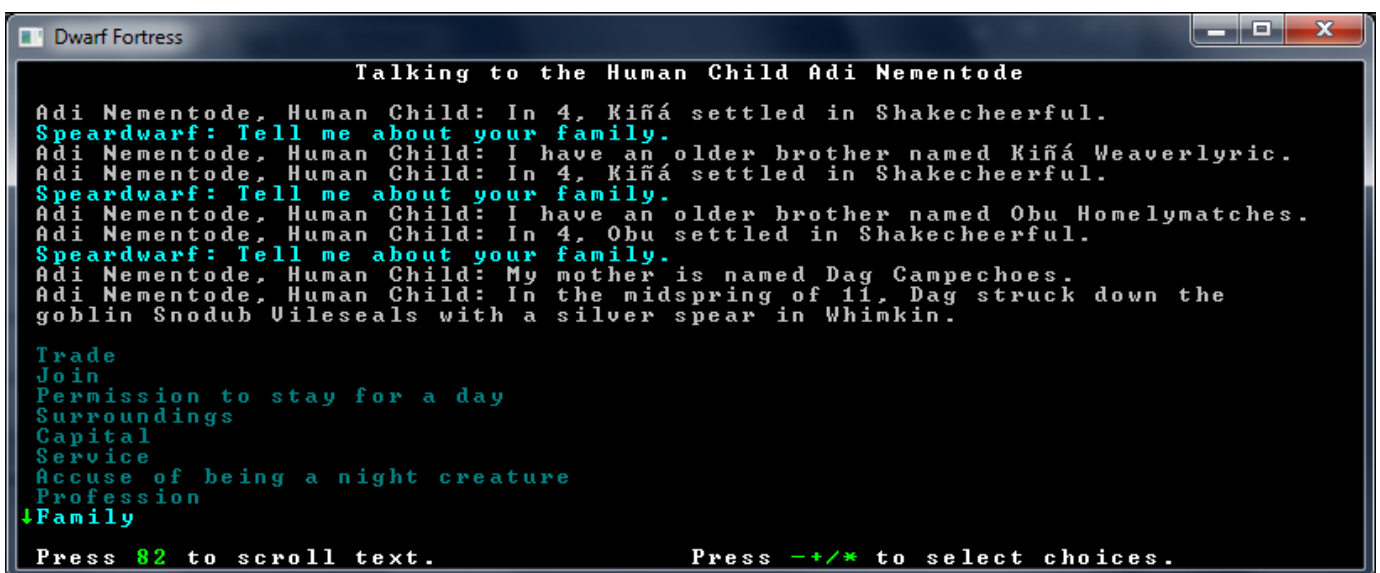 Dwarf Fortress
Talking to the Human Child Adi Nementode
Adi Nementode, Human Child: In 4, Kiñá settled in Shakecheerful.
Speardwarf: Tell me about your family.
Adi Nementode, Human Child: I have an older brother named Kiñá Weaverlyric.
Adi Nementode, Human Child: In 4, Kiñá settled in Shakecheerful.
Speardwarf: Tell me about your family.
Adi Nementode, Human Child: I have an older brother named Obu Homelymatches.
Adi Nementode, Human Child: In 4, Obu settled in Shakecheerful.
Speardwarf: Tell me about your family.
Adi Nementode, Human Child: My mother is named Dag Campechoes.
Adi Nementode, Human Child: In the midspring of 11, Dag struck down the
goblin Snodub Vileseals with a silver spear in Whimkin.
Trade
Join
Permission to stay for a day
Surroundings
Capital
Service
Accuse of being a night creature
Profession
↓Family
Press 82 to scroll text. Press -+/* to select choices.